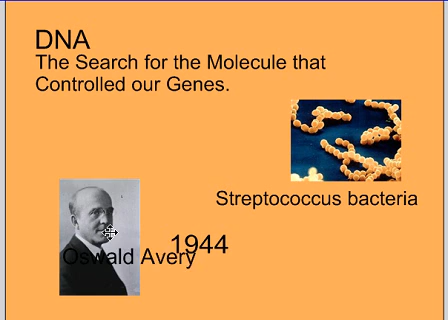 DNA
The Search for the Molecule that
Controlled our Genes.
Streptococcus bacteria
1944
Oswald Avery